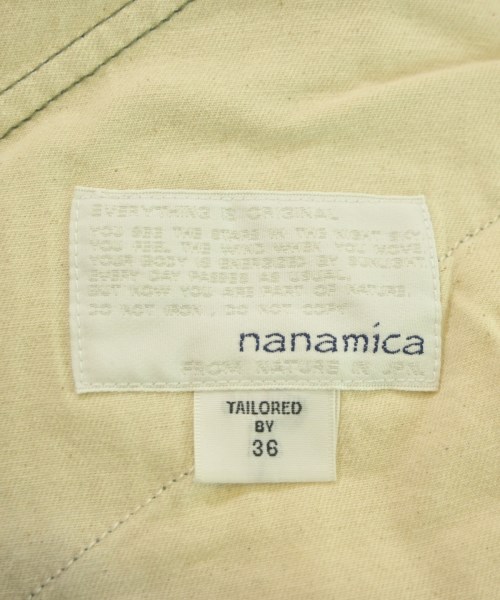 EVERYTHING IS ORIGINAL
YOU SEE THE STARS IN THE NIGHT SKY.
YOU FEEL THE WIND WHEN YOU MOVE.
YOUR BODY IS ENERGIZED BY SUNLIGHT
EVERY DAY PASSES AS USUAL.
BUT NOW YOU ARE PART OF NATURE.
DO NOT IRON, DO NOT COPY
nanamica
FROM NATURE IN JPN.
TAILORED
BY
36